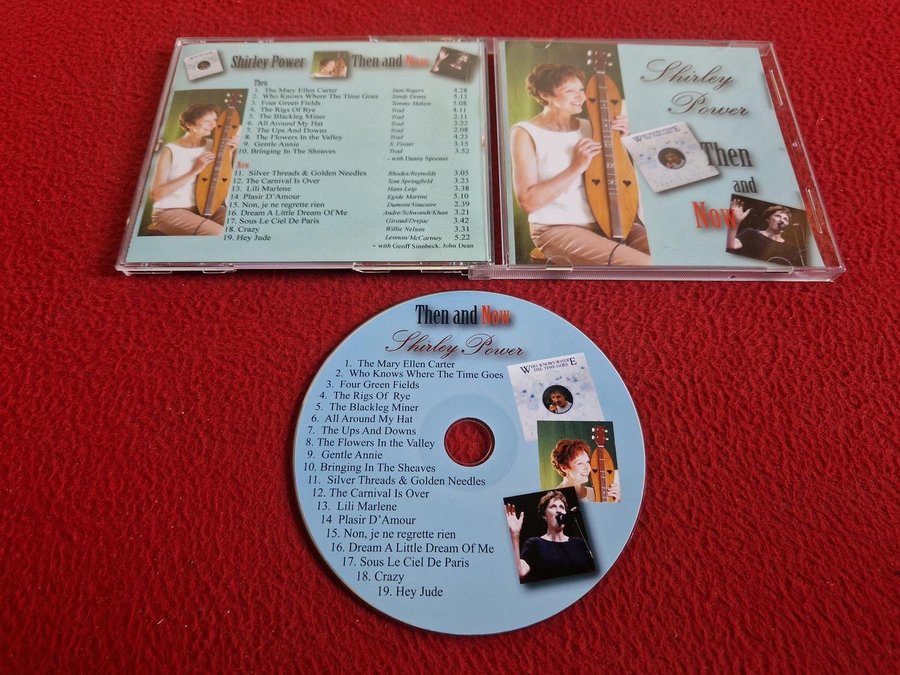 Shirley Power Then and Now
Then
1. The Mary Ellen Carter Stan Rogers 4.28
2. Who Knows Where The Time Goes Sandy Denny 5.13
3. Four Green Fields Tommy Makem 5.08
4. The Rigs Of Rye Trad 4.11
5. The Blackleg Miner Trad 2.11
6. All Around My Hat Trad 3.22
7. The Ups And Downs Trad 2.08
8. The Flowers In the Valley Trad 4.23
9. Gentle Annie S. Foster 3.15
10. Bringing In The Sheaves Trad 3.52
- with Danny Spooner
Now
11. Silver Threads & Golden Needles Rhodes/Reynolds 3.05
12. The Carnival Is Over Tom Springfield 3.23
13. Lili Marlene Hans Leip 3.38
14 Plasir D'Amour Egide Martini 5.10
15. Non, je ne regrette rien Dumont/Vaucaire 2.39
16. Dream A Little Dream Of Me Andre/Schwandt/Khan 3.21
17. Sous Le Ciel De Paris Giraud/Drejac 3.42
18. Crazy Willie Nelson 3.31
19. Hey Jude Lennon/McCartney 5.22
- with Geoff Sinnbeck, John Dean
Shirley
Power
WHO KNOWS WHERE
THE TIME GOES
Then
and
Now
Then and Now
Shirley Power
1. The Mary Ellen Carter
2. Who Knows Where The Time Goes
3. Four Green Fields
4. The Rigs Of Rye
5. The Blackleg Miner
6. All Around My Hat
7. The Ups And Downs
8. The Flowers In the Valley
9. Gentle Annie
10. Bringing In The Sheaves
11. Silver Threads & Golden Needles
12. The Carnival Is Over
13. Lili Marlene
14 Plasir D'Amour
15. Non, je ne regrette rien
16. Dream A Little Dream Of Me
17. Sous Le Ciel De Paris
18. Crazy
19. Hey Jude
WHO KNOWS WHERE
THE TIME GOES